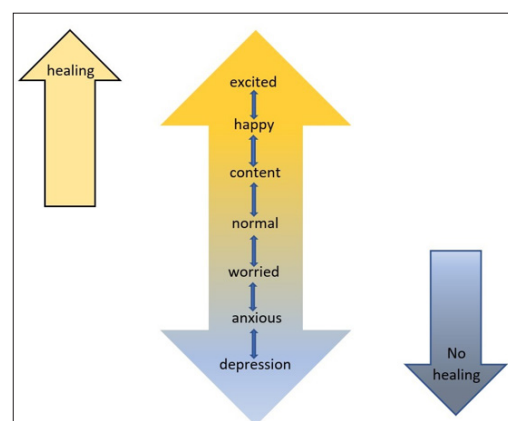 healing
excited
happy
content
normal
worried
anxious
depression
No
healing